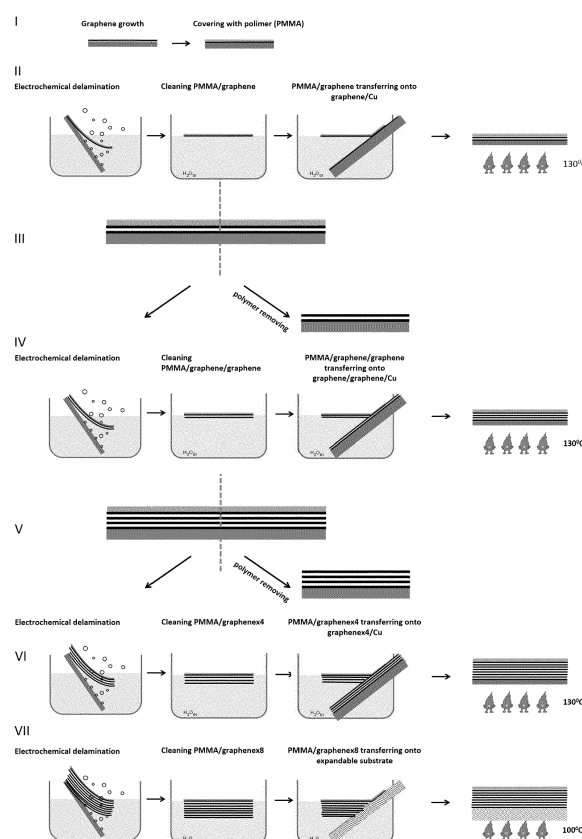 I
Graphene growth
Covering with polimer (PMMA)
II
Electrochemical delamination
Cleaning PMMA/graphene
PMMA/graphene transferring onto
graphene/Cu
H₂O
H₂O
130⁰
III
polymer removing
IV
Electrochemical delamination
Cleaning
PMMA/graphene/graphene
PMMA/graphene/graphene
transferring onto
graphene/graphene/Cu
H₂O
H₂O
130⁰C
V
polymer removing
Electrochemical delamination
Cleaning PMMA/graphenex4
PMMA/graphenex4 transferring onto
graphenex4/Cu
VI
H₂O
H₂O
130⁰C
VII
Electrochemical delamination
Cleaning PMMA/graphenex8
PMMA/graphenex8 transferring onto
expandable substrate
100⁰C